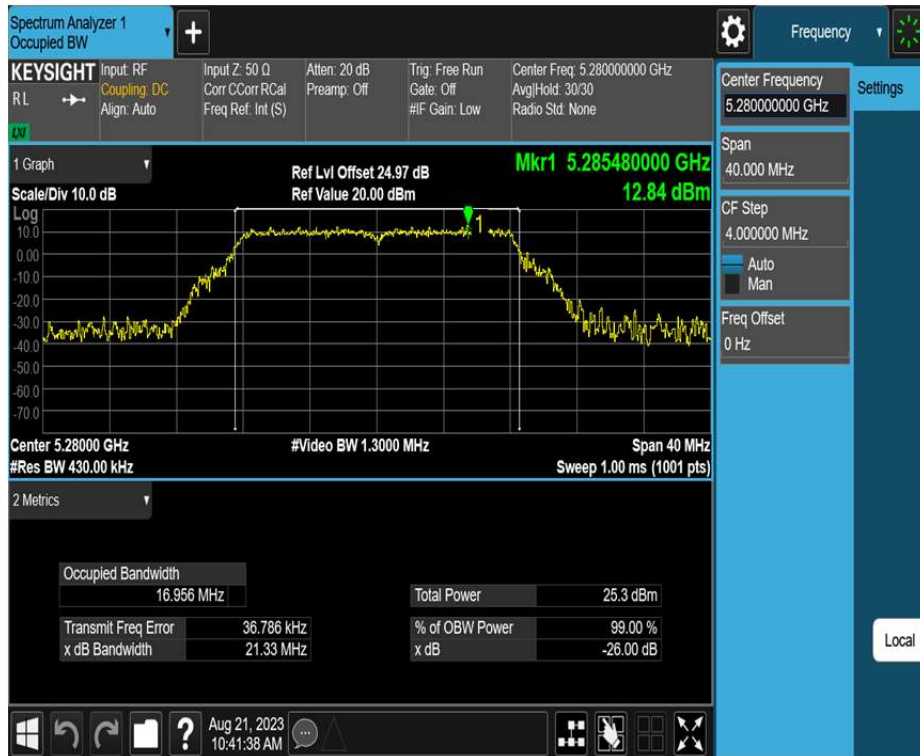 Spectrum Analyzer 1
Occupied BW
+
Frequency
KEYSIGHT
R L
LXI
Input: RF
Coupling: DC
Align: Auto
Input Z: 50 Ω
Corr CCorr RCal
Freq Ref: Int (S)
Atten: 20 dB
Preamp: Off
Trig: Free Run
Gate: Off
#IF Gain: Low
Center Freq: 5.280000000 GHz
Avg|Hold: 30/30
Radio Std: None
Center Frequency
5.280000000 GHz
Settings
Span
40.000 MHz
CF Step
4.000000 MHz
Auto
Man
Freq Offset
0 Hz
1 Graph
Scale/Div 10.0 dB
Ref Lvl Offset 24.97 dB
Ref Value 20.00 dBm
Mkr1 5.285480000 GHz
12.84 dBm
Log
10.0
0.00
-10.0
-20.0
-30.0
-40.0
-50.0
-60.0
-70.0
1
Center 5.28000 GHz
#Video BW 1.3000 MHz
Span 40 MHz
#Res BW 430.00 kHz
Sweep 1.00 ms (1001 pts)
2 Metrics
Occupied Bandwidth
16.956 MHz
Total Power 25.3 dBm
Transmit Freq Error 36.786 kHz
% of OBW Power 99.00 %
x dB Bandwidth 21.33 MHz
x dB -26.00 dB
Local
?
Aug 21, 2023
10:41:38 AM